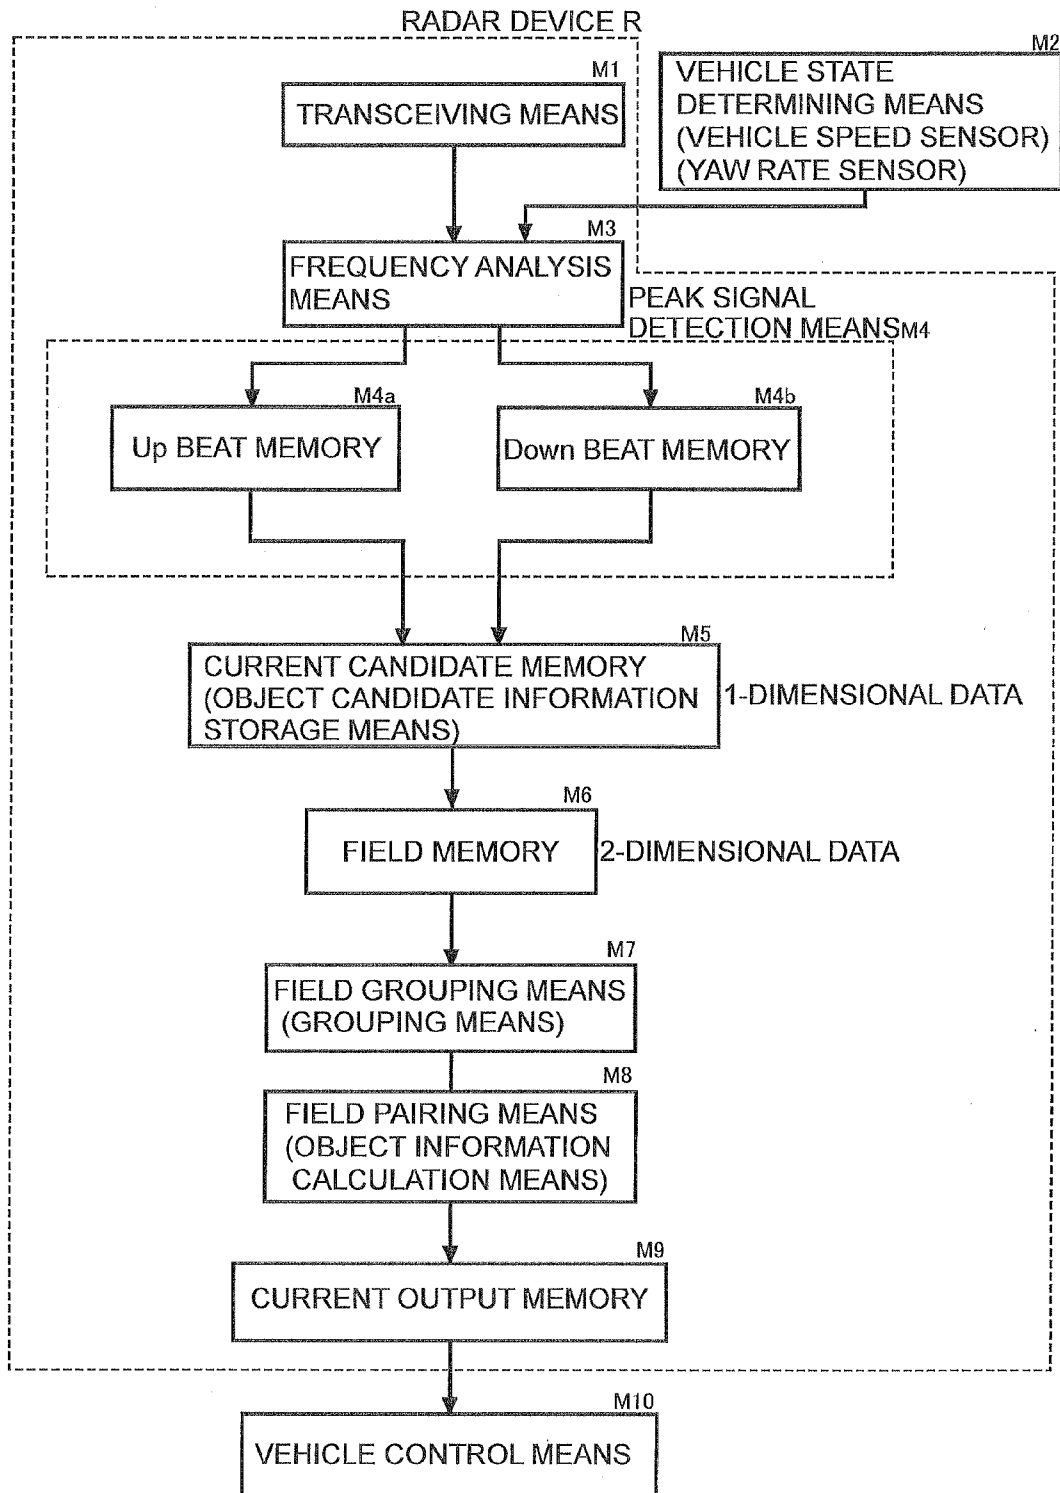 RADAR DEVICE R
M1
TRANSCEIVING MEANS
M2
VEHICLE STATE
DETERMINING MEANS
(VEHICLE SPEED SENSOR)
(YAW RATE SENSOR)
M3
FREQUENCY ANALYSIS
MEANS
PEAK SIGNAL
DETECTION MEANS M4
M4a
Up BEAT MEMORY
M4b
Down BEAT MEMORY
M5
CURRENT CANDIDATE MEMORY
(OBJECT CANDIDATE INFORMATION
STORAGE MEANS)
1-DIMENSIONAL DATA
M6
FIELD MEMORY
2-DIMENSIONAL DATA
M7
FIELD GROUPING MEANS
(GROUPING MEANS)
M8
FIELD PAIRING MEANS
(OBJECT INFORMATION
CALCULATION MEANS)
M9
CURRENT OUTPUT MEMORY
M10
VEHICLE CONTROL MEANS